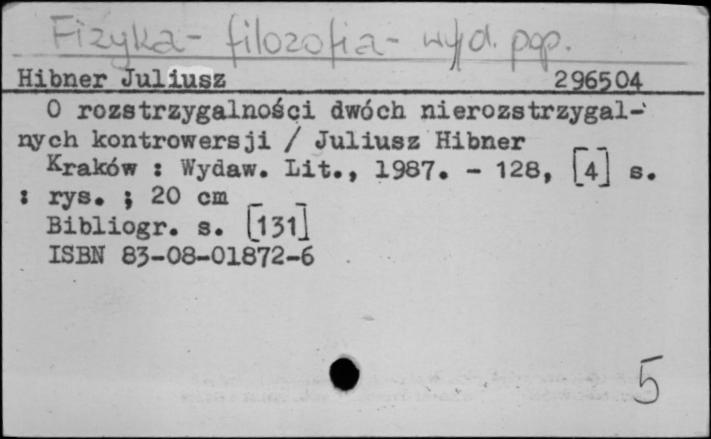 Fizyka - filozofia - wyd. pop.
Hibner Juliusz 296504
O rozstrzygalności dwóch nierozstrzygal-
nych kontrowersji / Juliusz Hibner
Kraków : Wydaw. Lit., 1987. - 128, [4] s.
: rys. ; 20 cm
Bibliogr. s. [131]
ISBN 83-08-01872-6
5